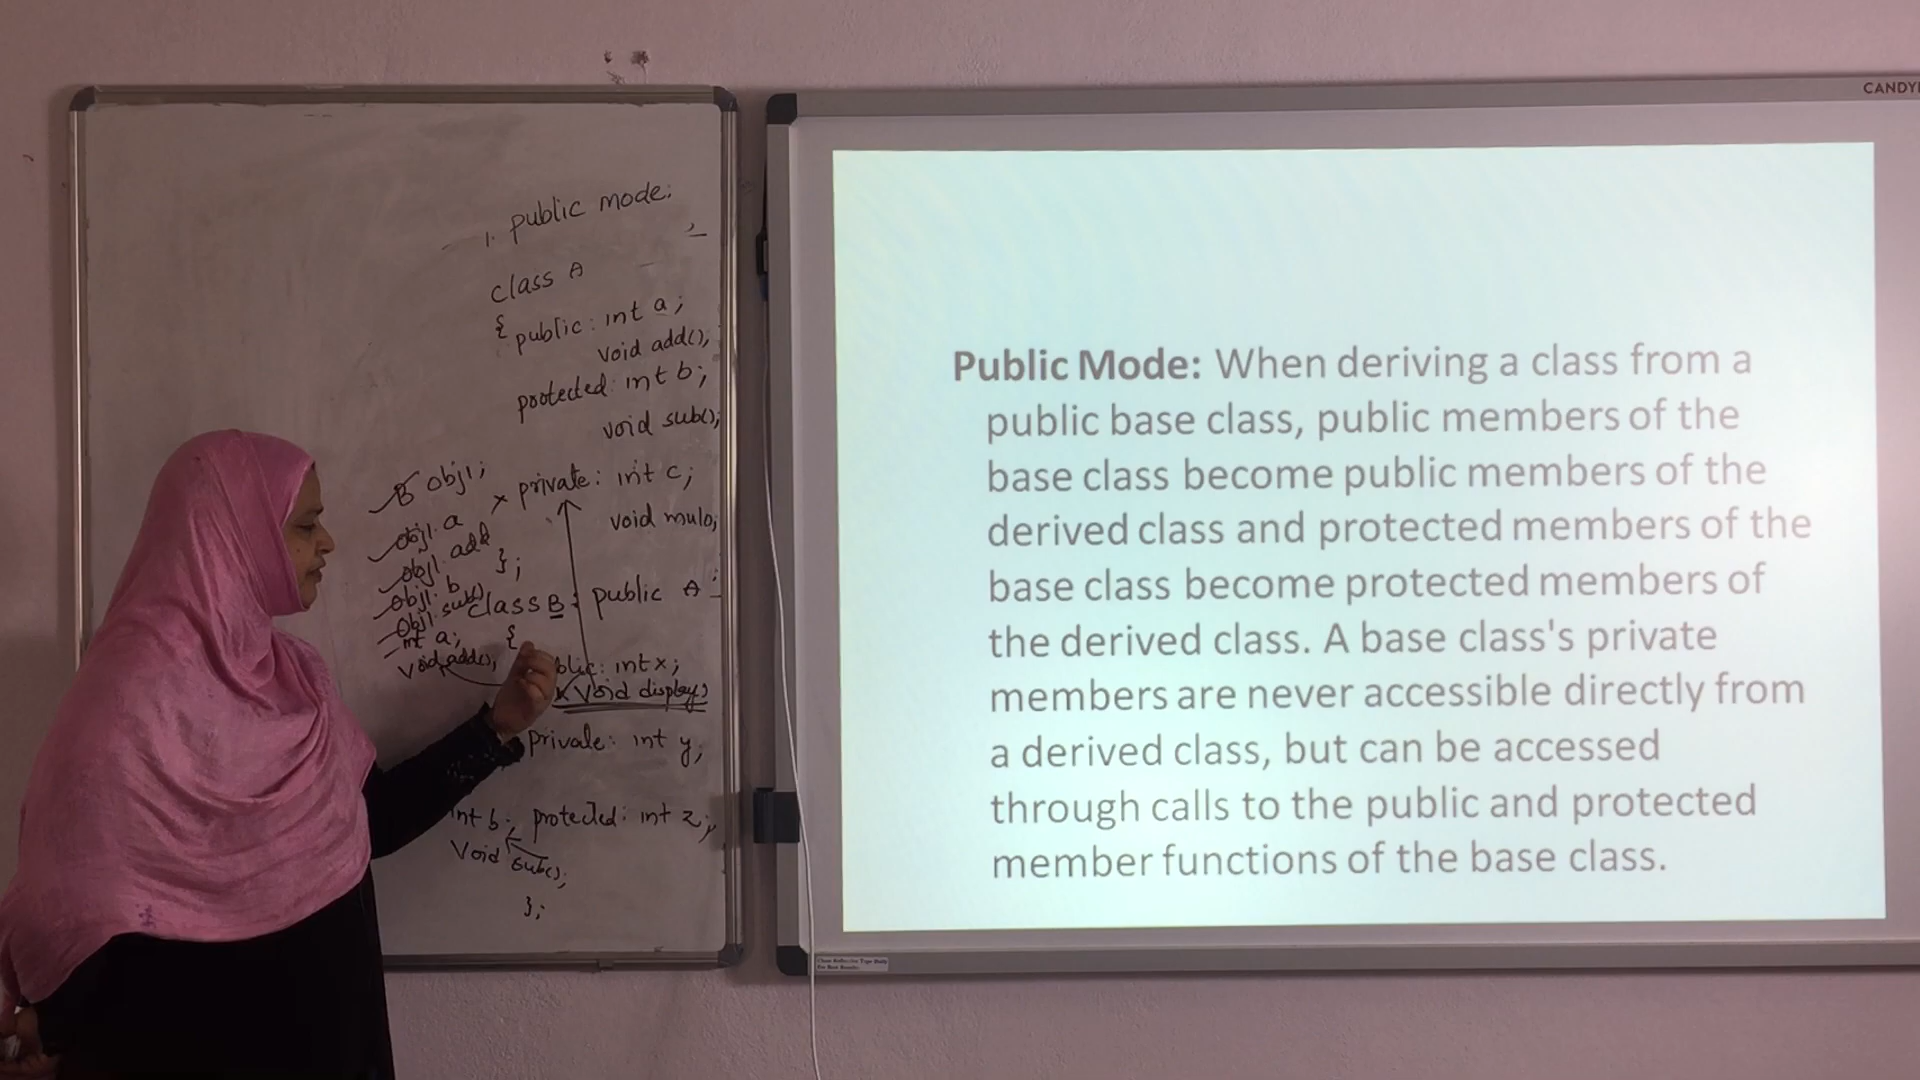 1. public mode:
class A
{ public: int a;
void add(),
protected: int b;
void sub(),
B obj1;
x private: int c;
void mul(),
obj1. a
obj1. add
};
obj1. b
obj1. sub()
class B : public A
int a;
{
void add(),
blic: int x;
x void display()
private: int y;
int b; protected: int z;
void sub();
};
CANDY
Public Mode: When deriving a class from a
public base class, public members of the
base class become public members of the
derived class and protected members of the
base class become protected members of
the derived class. A base class's private
members are never accessible directly from
a derived class, but can be accessed
through calls to the public and protected
member functions of the base class.